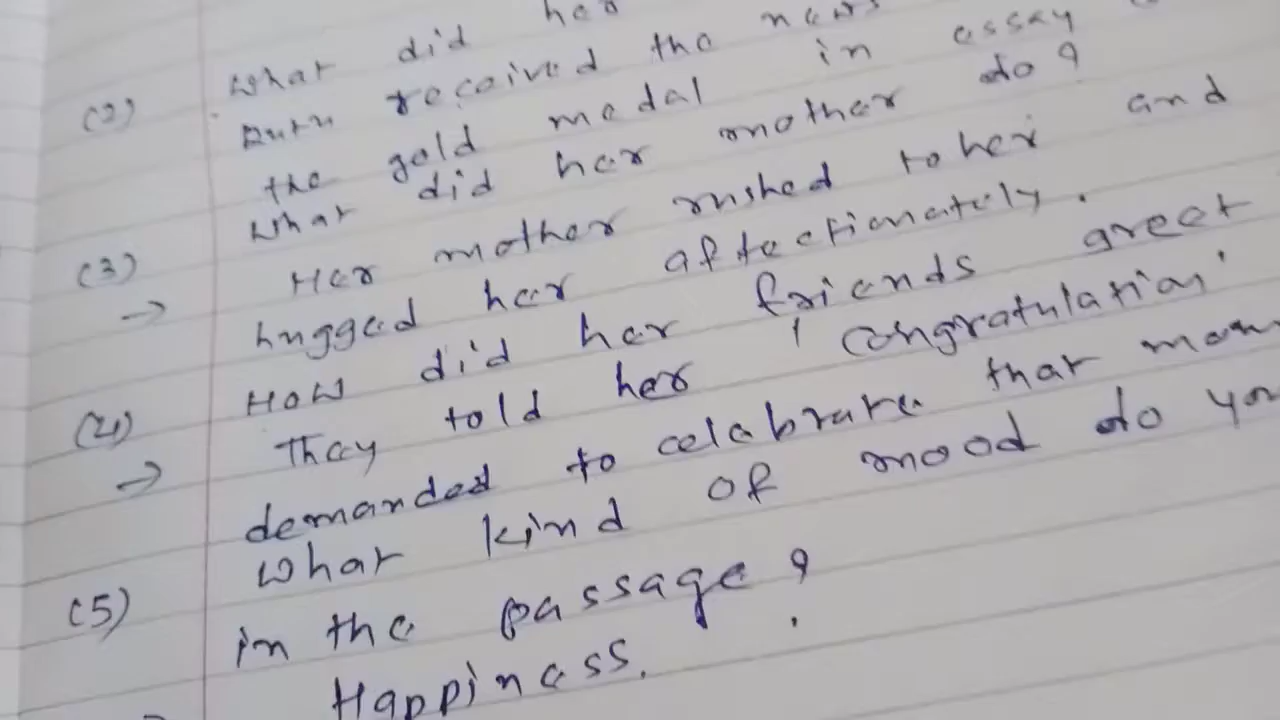 What did her
(2) received the news
the gold medal in essay
What did her mother do?
(3) Her mother rushed to her and
→ hugged her affectionately.
How did her friends greet
(4) They told her 'congratulation'
→ demanded to celebrate that
What kind of mood do you
(5) in the passage?
Happiness.